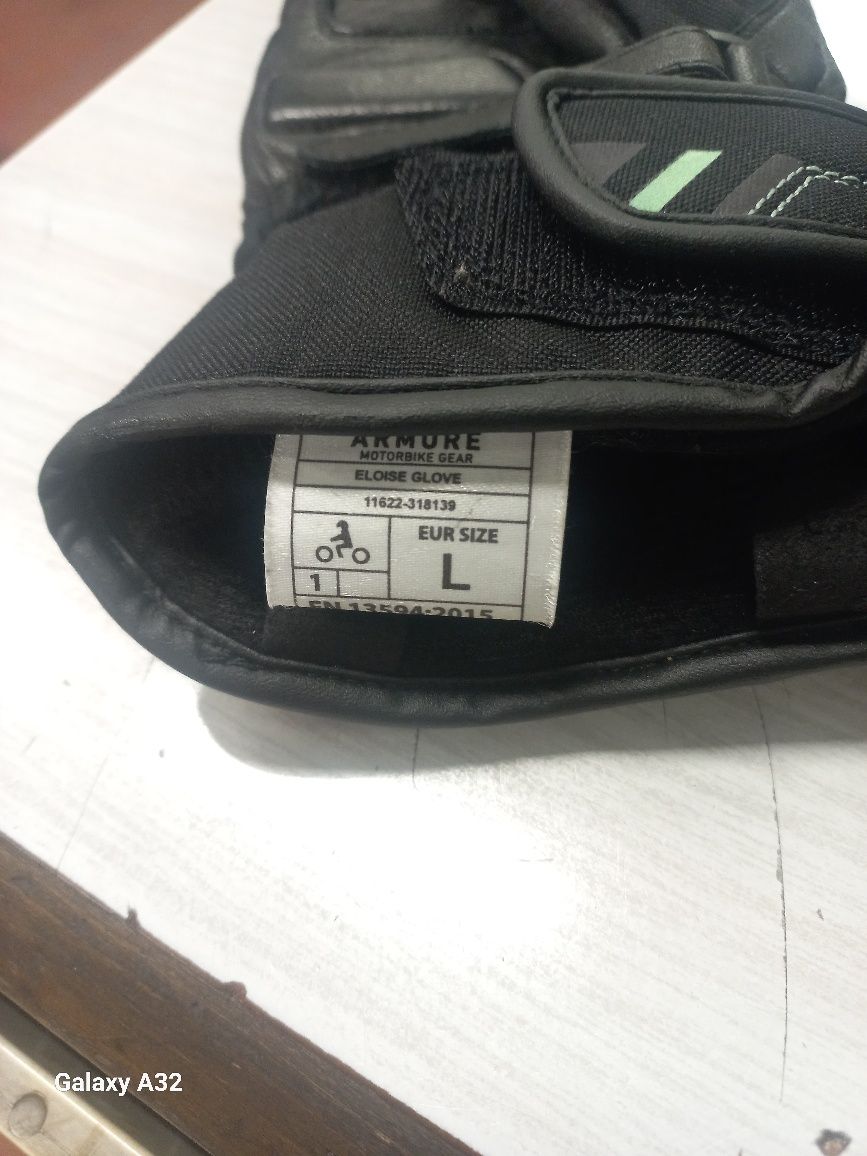 ARMURE
MOTORBIKE GEAR
ELOISE GLOVE
11622-318139
EUR SIZE
L
1
EN 13594:2015
Galaxy A32